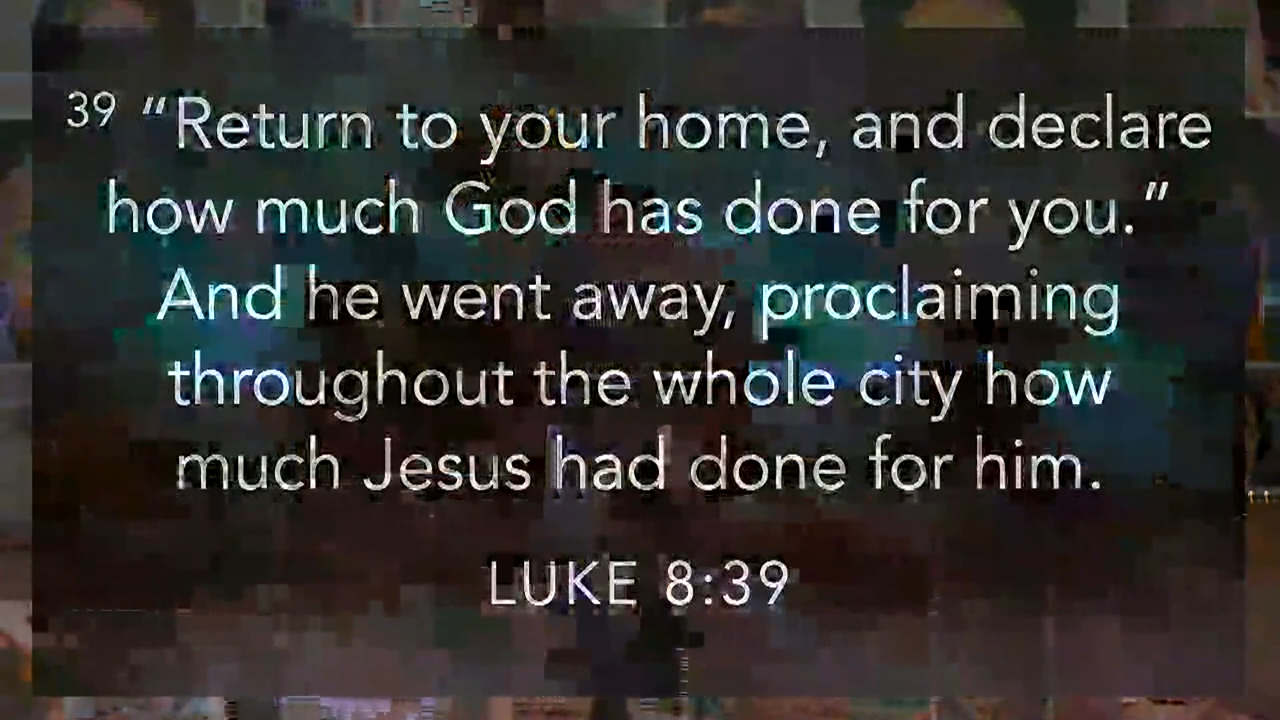 39 “Return to your home, and declare
how much God has done for you.”
And he went away, proclaiming
throughout the whole city how
much Jesus had done for him.
LUKE 8:39